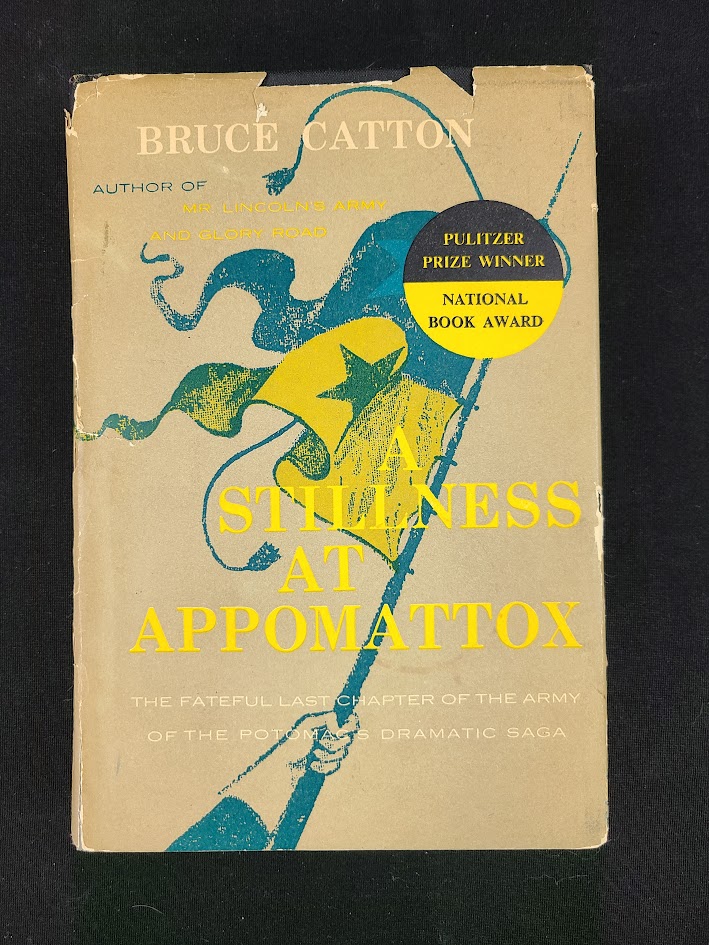 BRUCE CATTON
AUTHOR OF
MR. LINCOLN'S ARMY
AND GLORY ROAD
PULITZER
PRIZE WINNER
NATIONAL
BOOK AWARD
A
STILLNESS
AT
APPOMATTOX
THE FATEFUL LAST CHAPTER OF THE ARMY
OF THE POTOMAC'S DRAMATIC SAGA